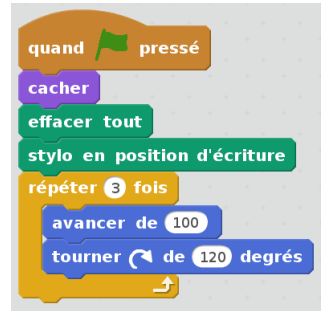 quand pressé
cacher
effacer tout
stylo en position d'écriture
répéter 3 fois
avancer de 100
tourner de 120 degrés